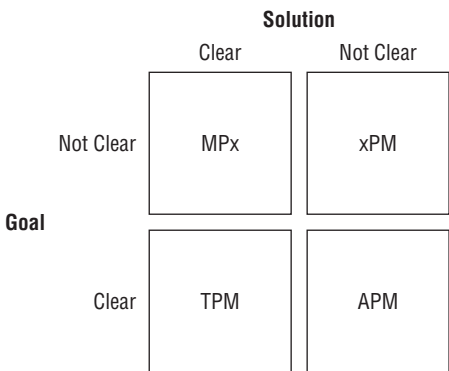 Solution
Clear Not Clear
Not Clear MPx xPM
Goal
Clear TPM APM